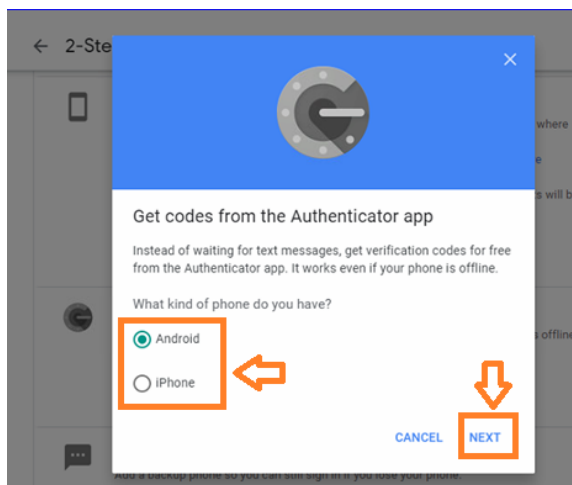 2-Ste
where
e
s will b
Get codes from the Authenticator app
Instead of waiting for text messages, get verification codes for free
from the Authenticator app. It works even if your phone is offline.
What kind of phone do you have?
Android
s offline
iPhone
CANCEL NEXT
Add a backup phone so you can still sign in if you lose your phone.